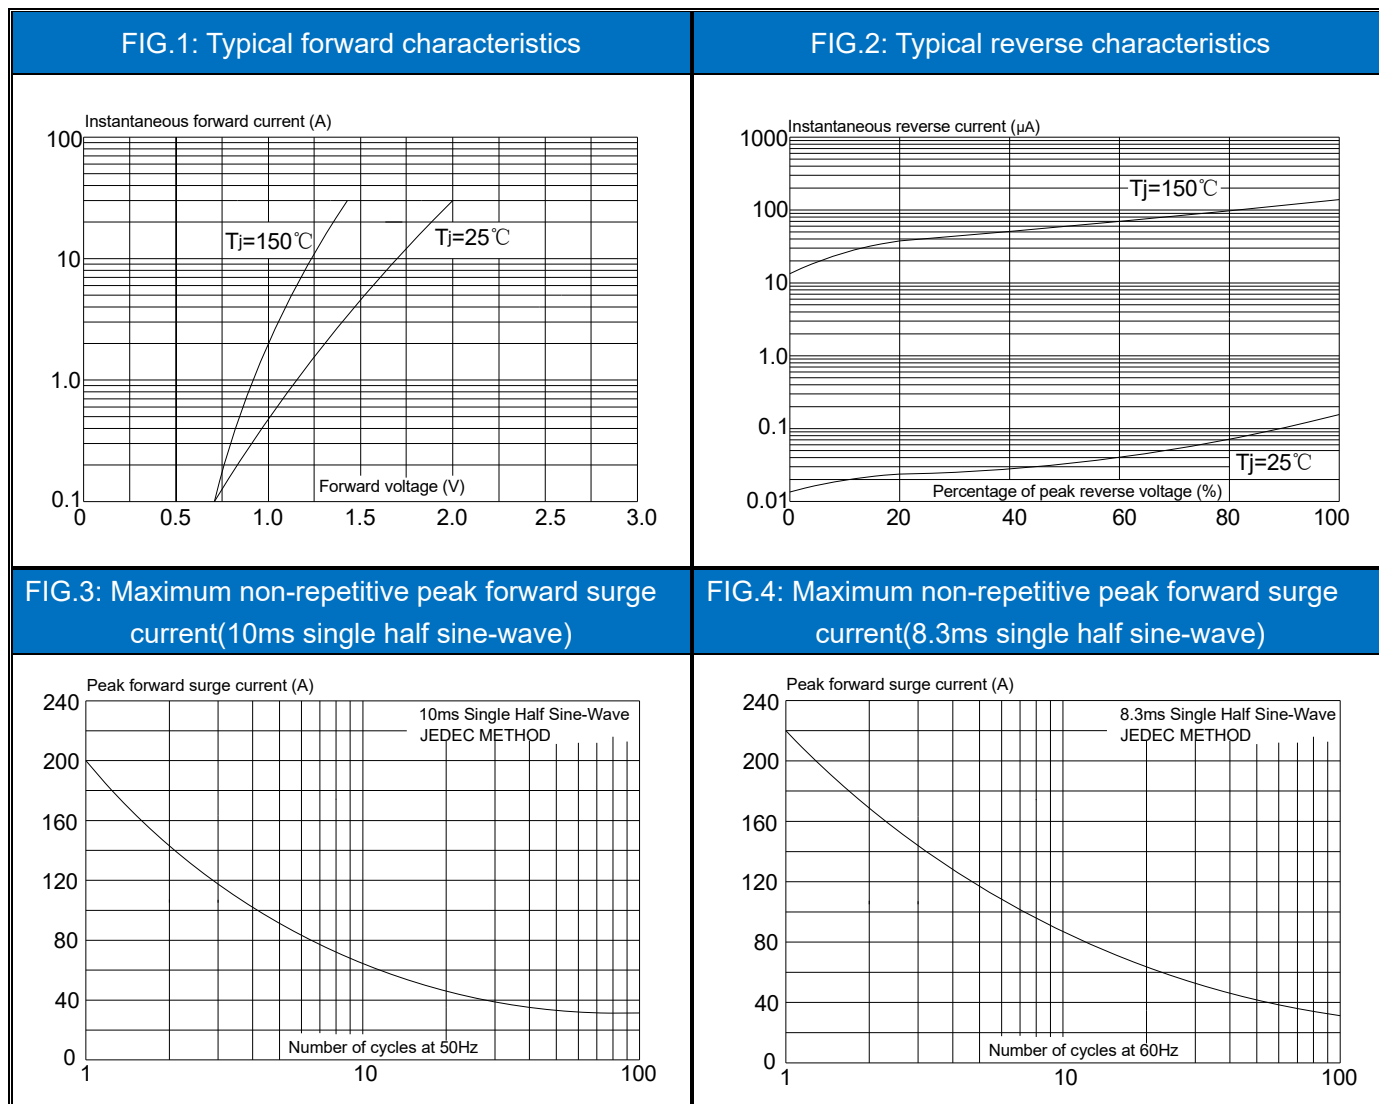 FIG.1: Typical forward characteristics
FIG.2: Typical reverse characteristics
Instantaneous forward current (A)
100
10
1.0
0.1
Tj=150℃
Tj=25℃
Forward voltage (V)
0 0.5 1.0 1.5 2.0 2.5 3.0
Instantaneous reverse current (µA)
1000
100
10
1.0
0.1
0.01
Tj=150℃
Tj=25℃
Percentage of peak reverse voltage (%)
0 20 40 60 80 100
FIG.3: Maximum non-repetitive peak forward surge
current(10ms single half sine-wave)
FIG.4: Maximum non-repetitive peak forward surge
current(8.3ms single half sine-wave)
Peak forward surge current (A)
240
200
160
120
80
40
0
10ms Single Half Sine-Wave
JEDEC METHOD
Number of cycles at 50Hz
1 10 100
Peak forward surge current (A)
240
200
160
120
80
40
0
8.3ms Single Half Sine-Wave
JEDEC METHOD
Number of cycles at 60Hz
1 10 100